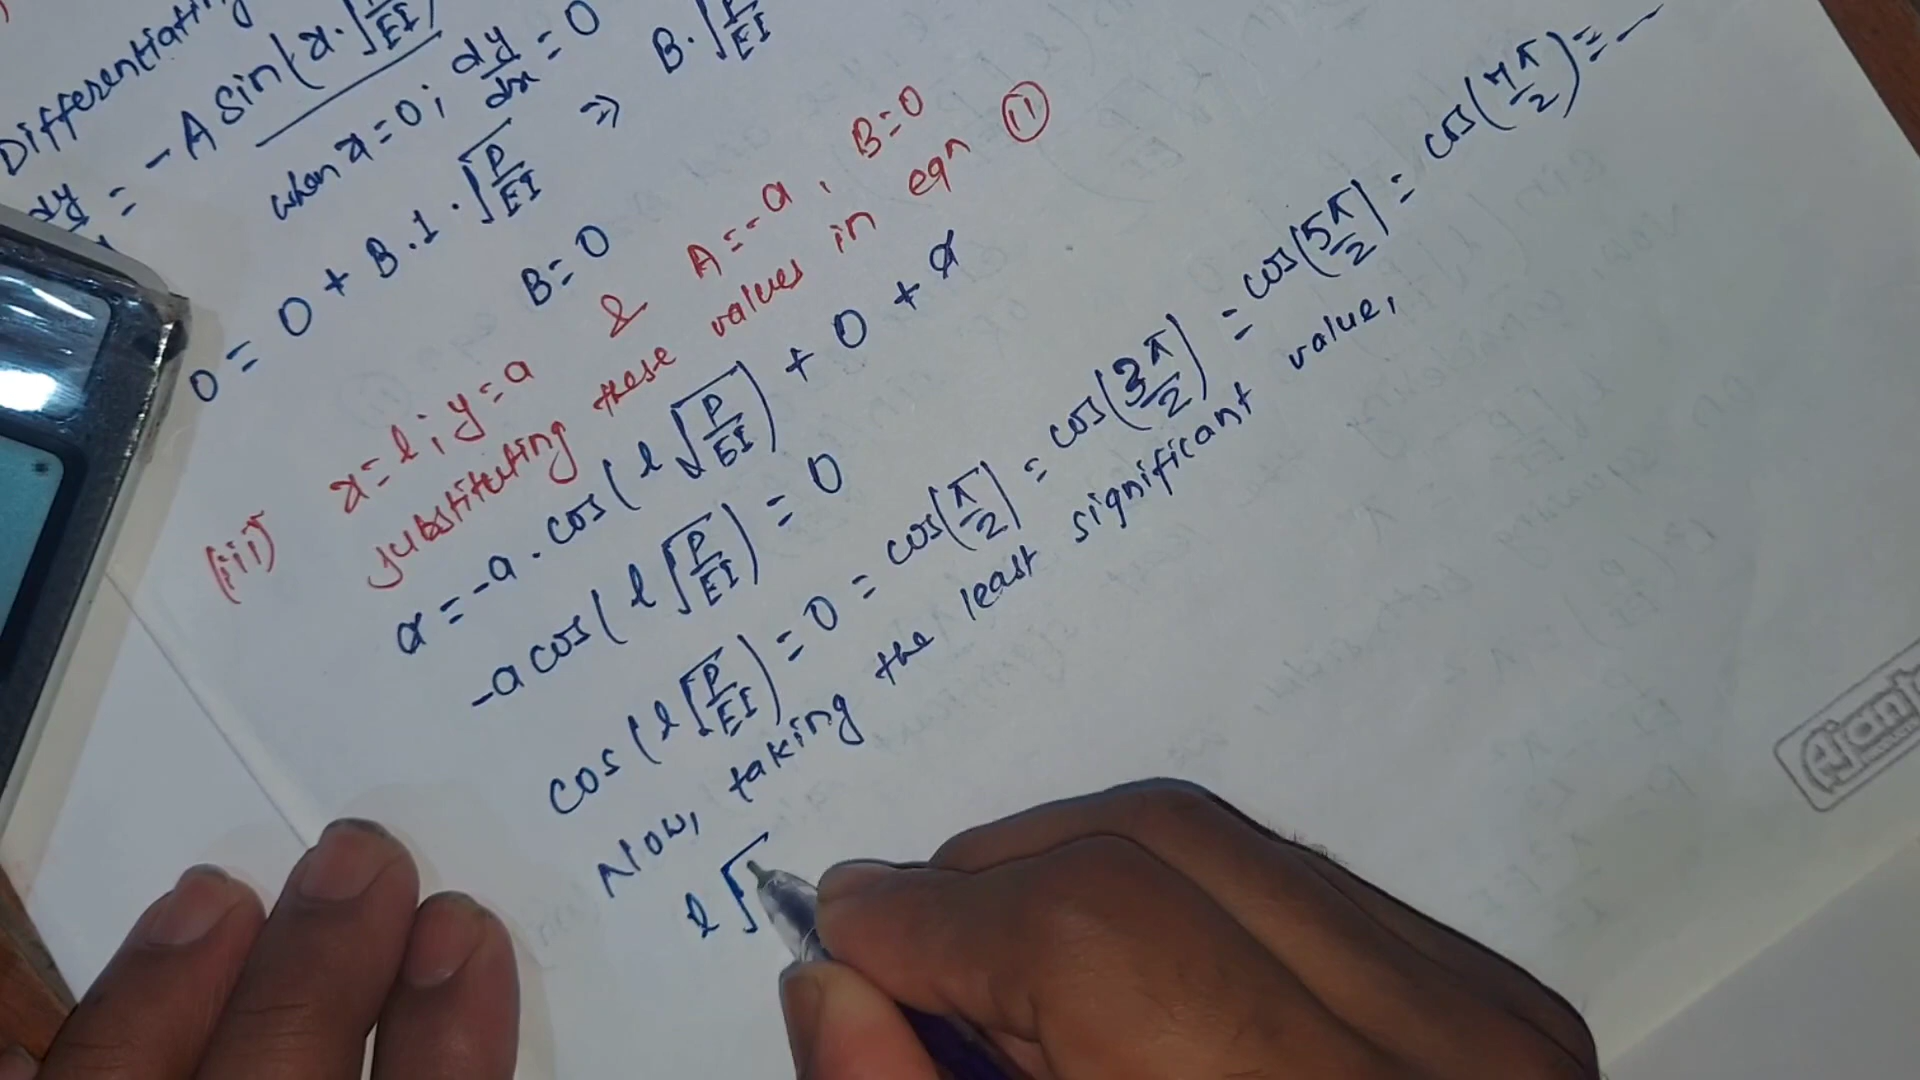 Differentiating
dy = -A sin(x.√P/EI)
when x=0; dy/dx = 0
0 = 0 + B.1.√P/EI ⇒ B.√P/EI
B=0
(iii) x=l; y=a & A=-a, B=0
substituting these values in eqn (ii)
a = -a. cos(l√P/EI) + 0 + a
-a cos(l√P/EI) = 0
cos(l√P/EI) = 0 = cos(π/2) = cos(3π/2) = cos(5π/2) = cos(7π/2) = -
Now, taking the least significant value,
l√
Ajanta